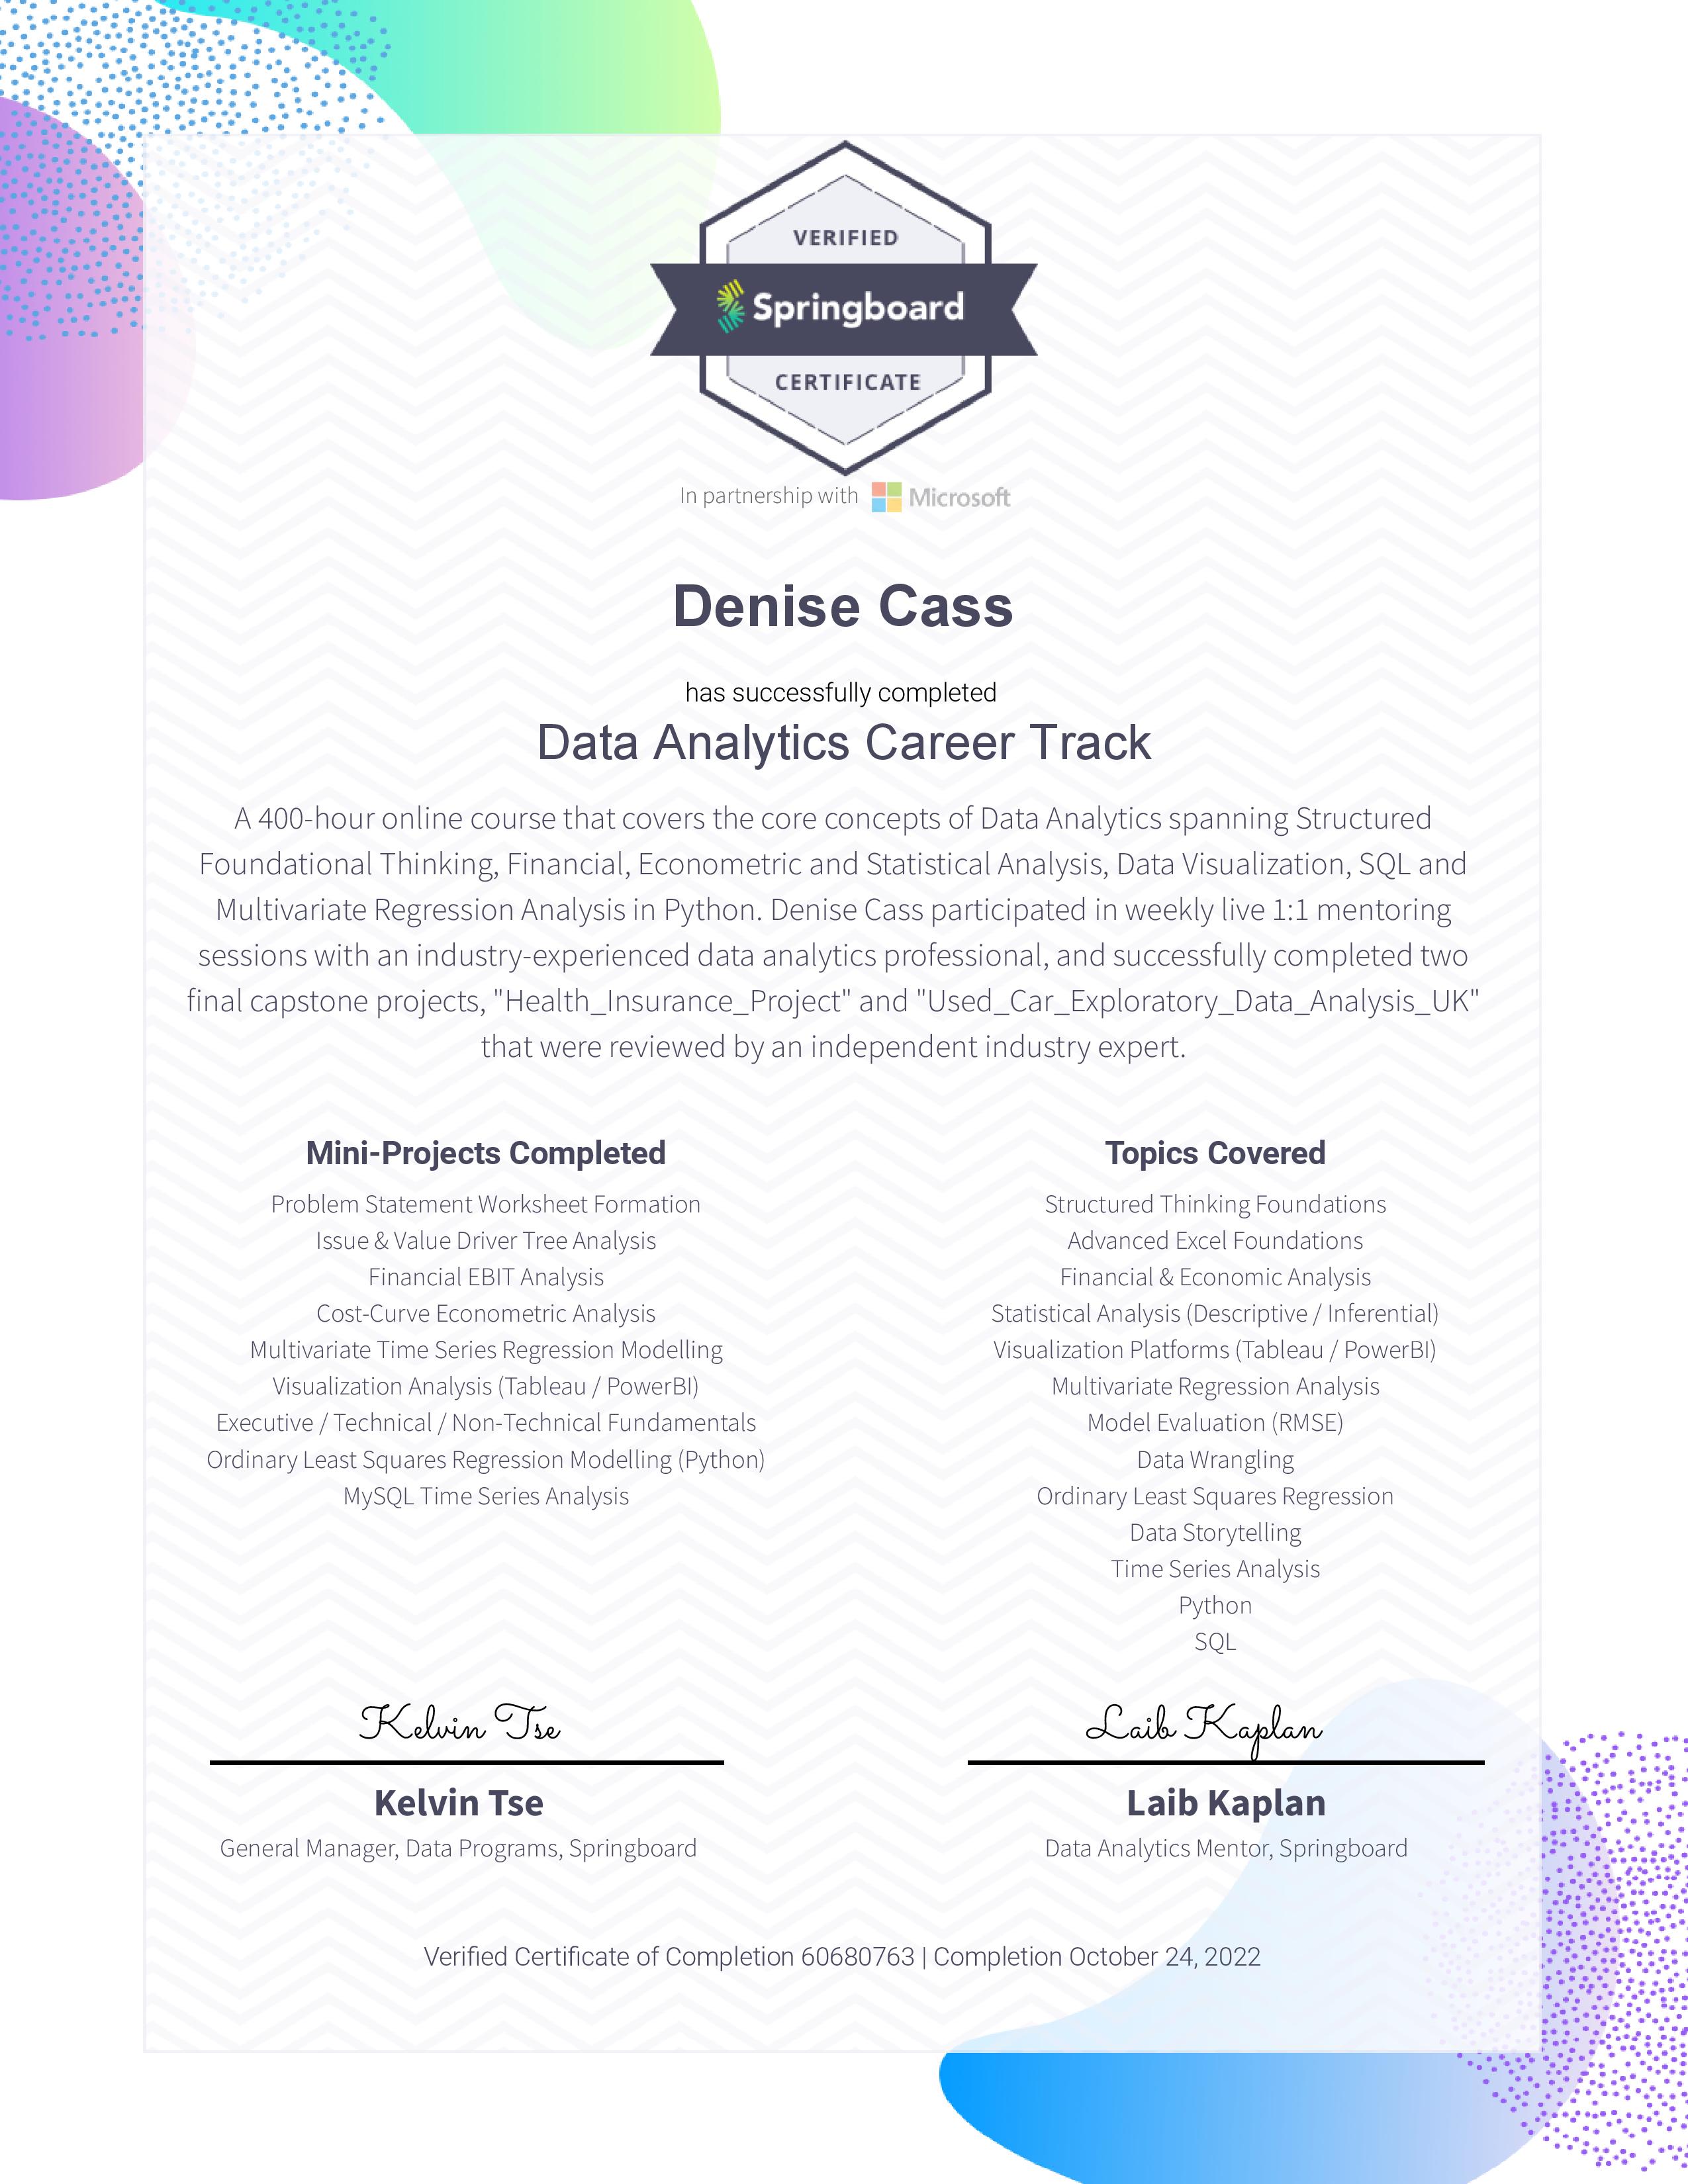 VERIFIED
Springboard
CERTIFICATE
In partnership with Microsoft
Denise Cass
has successfully completed
Data Analytics Career Track
A 400-hour online course that covers the core concepts of Data Analytics spanning Structured
Foundational Thinking, Financial, Econometric and Statistical Analysis, Data Visualization, SQL and
Multivariate Regression Analysis in Python. Denise Cass participated in weekly live 1:1 mentoring
sessions with an industry-experienced data analytics professional, and successfully completed two
final capstone projects, "Health_Insurance_Project" and "Used_Car_Exploratory_Data_Analysis_UK"
that were reviewed by an independent industry expert.
Mini-Projects Completed
Problem Statement Worksheet Formation
Issue & Value Driver Tree Analysis
Financial EBIT Analysis
Cost-Curve Econometric Analysis
Multivariate Time Series Regression Modelling
Visualization Analysis (Tableau / PowerBI)
Executive / Technical / Non-Technical Fundamentals
Ordinary Least Squares Regression Modelling (Python)
MySQL Time Series Analysis
Topics Covered
Structured Thinking Foundations
Advanced Excel Foundations
Financial & Economic Analysis
Statistical Analysis (Descriptive / Inferential)
Visualization Platforms (Tableau / PowerBI)
Multivariate Regression Analysis
Model Evaluation (RMSE)
Data Wrangling
Ordinary Least Squares Regression
Data Storytelling
Time Series Analysis
Python
SQL
Kelvin Tse
Kelvin Tse
General Manager, Data Programs, Springboard
Laib Kaplan
Laib Kaplan
Data Analytics Mentor, Springboard
Verified Certificate of Completion 60680763 | Completion October 24, 2022